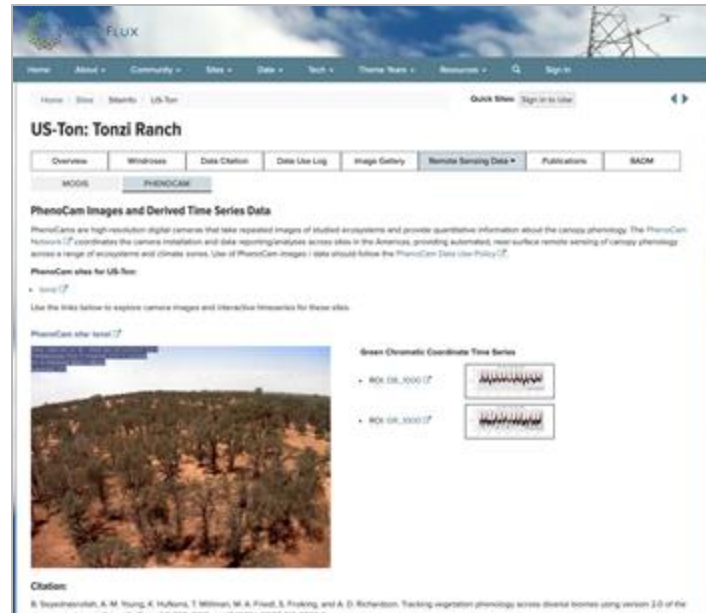 FLUX
Home About Community Sites Data Tech Theme Years Resources Sign In
Home Sites SiteInfo US-Ton Quick Sites Sign in to Use
US-Ton: Tonzi Ranch
Overview Windroses Data Citation Data Use Log Image Gallery Remote Sensing Data Publications BADM
MODIS PHENOCAM
PhenoCam Images and Derived Time Series Data
PhenoCams are high-resolution digital cameras that take repeated images of studied ecosystems and provide quantitative information about the canopy phenology. The PhenoCam
Network coordinates the camera installation and data reporting/analyses across sites in the Americas, providing automated, near-surface remote sensing of canopy phenology
across a range of ecosystems and climate zones. Use of PhenoCam images / data should follow the PhenoCam Data Use Policy.
PhenoCam sites for US-Ton:
• tonzi
Use the links below to explore camera images and interactive timeseries for these sites.
PhenoCam site: tonzi
Green Chromatic Coordinate Time Series
• ROI: DB_1000
• ROI: GR_1000
Citation:
B. Seyednasrollah, A. M. Young, K. Hufkens, T. Milliman, M. A. Friedl, S. Frolking, and A. D. Richardson. Tracking vegetation phenology across diverse biomes using version 2.0 of the